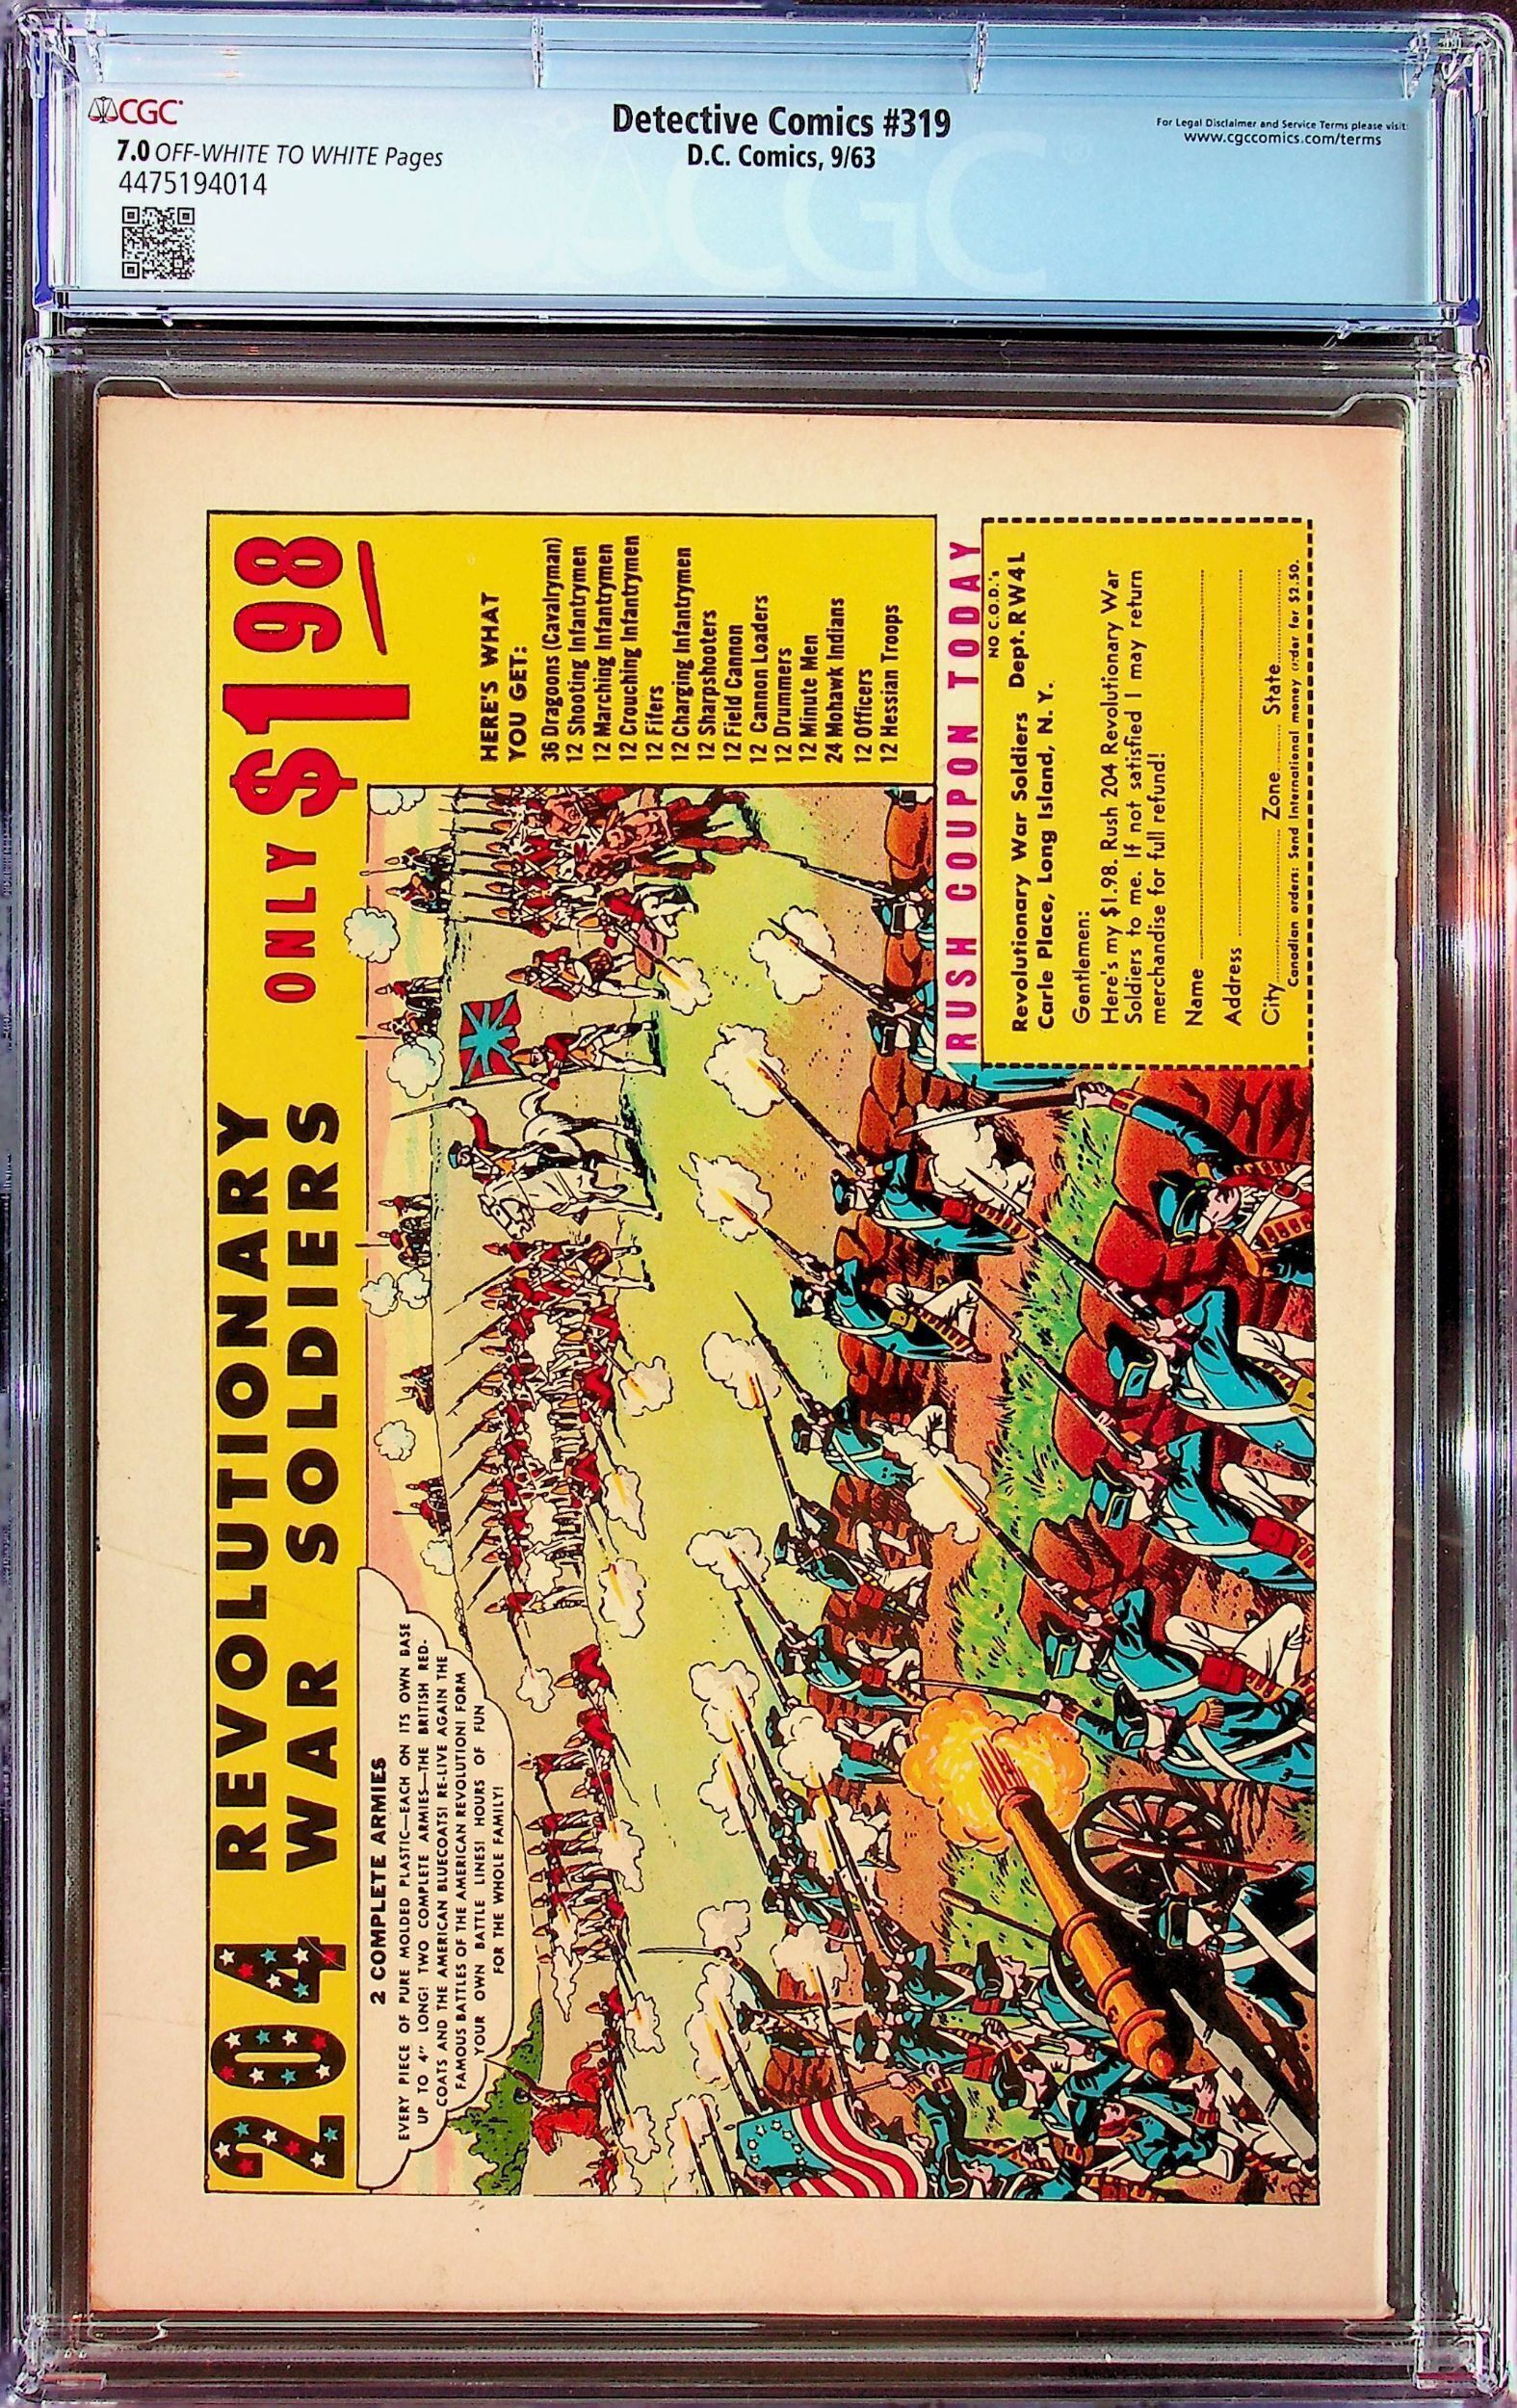 CGC
7.0 OFF-WHITE TO WHITE Pages
4475194014
Detective Comics #319
D.C. Comics, 9/63
For Legal Disclaimer and Service Terms please visit:
www.cgccomics.com/terms
CGC
204 REVOLUTIONARY
WAR SOLDIERS ONLY $1 98
2 COMPLETE ARMIES
EVERY PIECE OF PURE MOLDED PLASTIC—EACH ON ITS OWN BASE
UP TO 4" LONG! TWO COMPLETE ARMIES—THE BRITISH RED-
COATS AND THE AMERICAN BLUECOATS! RE-LIVE AGAIN THE
FAMOUS BATTLES OF THE AMERICAN REVOLUTION! FORM
YOUR OWN BATTLE LINES! HOURS OF FUN
FOR THE WHOLE FAMILY!
HERE'S WHAT
YOU GET:
36 Dragoons (Cavalryman)
12 Shooting Infantrymen
12 Marching Infantrymen
12 Crouching Infantrymen
12 Fifers
12 Charging Infantrymen
12 Sharpshooters
12 Field Cannon
12 Cannon Loaders
12 Drummers
12 Minute Men
24 Mohawk Indians
12 Officers
12 Hessian Troops
RUSH COUPON TODAY
NO C.O.D.'s
Revolutionary War Soldiers Dept. RW4L
Carle Place, Long Island, N. Y.
Gentlemen:
Here's my $1.98. Rush 204 Revolutionary War
Soldiers to me. If not satisfied I may return
merchandise for full refund!
Name
Address
City Zone State
Canadian orders: Send International money order for $2.50.